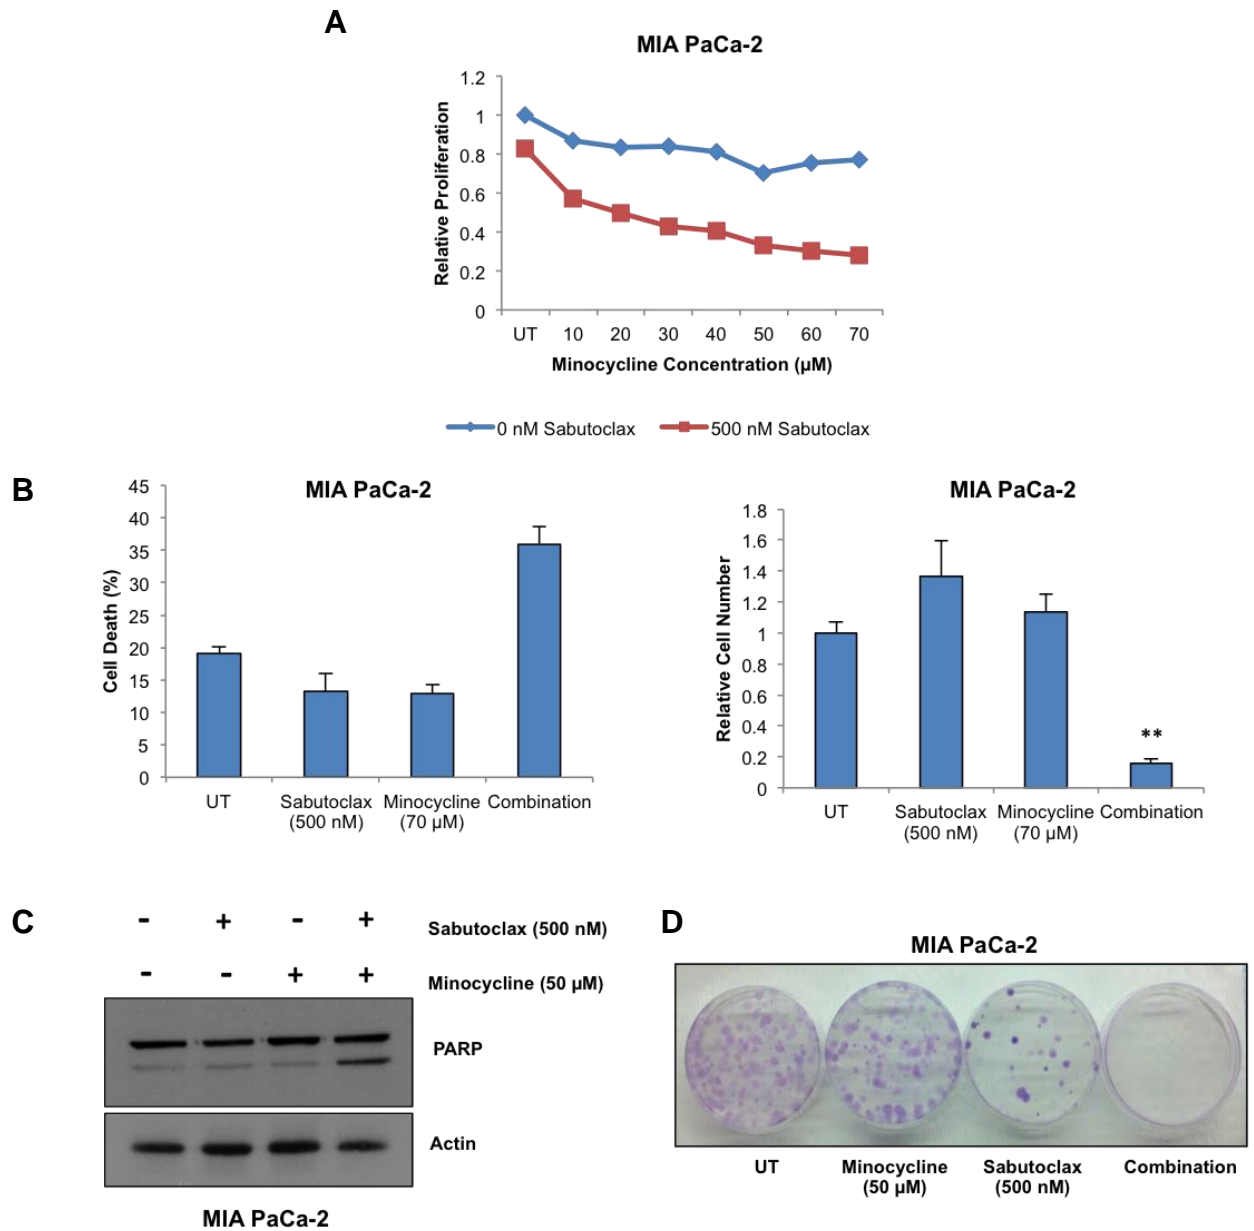 A
MIA PaCa-2
1.2
1
0.8
0.6
0.4
0.2
0
Relative Proliferation
UT 10 20 30 40 50 60 70
Minocycline Concentration (µM)
0 nM Sabutoclax 500 nM Sabutoclax
B
MIA PaCa-2
45
40
35
30
25
20
15
10
5
0
Cell Death (%)
UT Sabutoclax Minocycline Combination
(500 nM) (70 µM)
MIA PaCa-2
1.8
1.6
1.4
1.2
1
0.8
0.6
0.4
0.2
0
Relative Cell Number
**
UT Sabutoclax Minocycline Combination
(500 nM) (70 µM)
C
- + - + Sabutoclax (500 nM)
- - + + Minocycline (50 µM)
PARP
Actin
MIA PaCa-2
D
MIA PaCa-2
UT Minocycline Sabutoclax Combination
(50 µM) (500 nM)